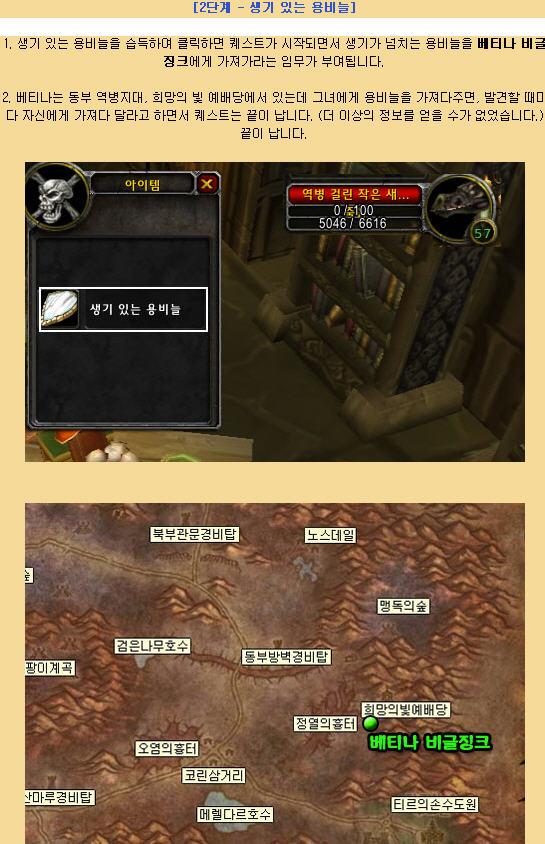 [2단계 - 생기 있는 용비늘]
1. 생기 있는 용비늘을 습득하여 클릭하면 퀘스트가 시작되면서 생기가 넘치는 용비늘을 베티나 비글
징크에게 가져가라는 임무가 부여됩니다.
2. 베티나는 동부 역병지대, 희망의 빛 예배당에서 있는데 그녀에게 용비늘을 가져다주면, 발견할 때마
다 자신에게 가져다 달라고 하면서 퀘스트는 끝이 납니다. (더 이상의 정보를 얻을 수가 없었습니다.)
끝이 납니다.
아이템
역병 걸린 작은 새...
0 / 5100
5046 / 6616
57
생기 있는 용비늘
북부관문경비탑
노스데일
숲
맹독의숲
검은나무호수
동부방벽경비탑
팡이계곡
희망의빛예배당
정열의흉터
베티나 비글징크
오염의흉터
코린삼거리
산마루경비탑
메렐다르호수
티르의손수도원